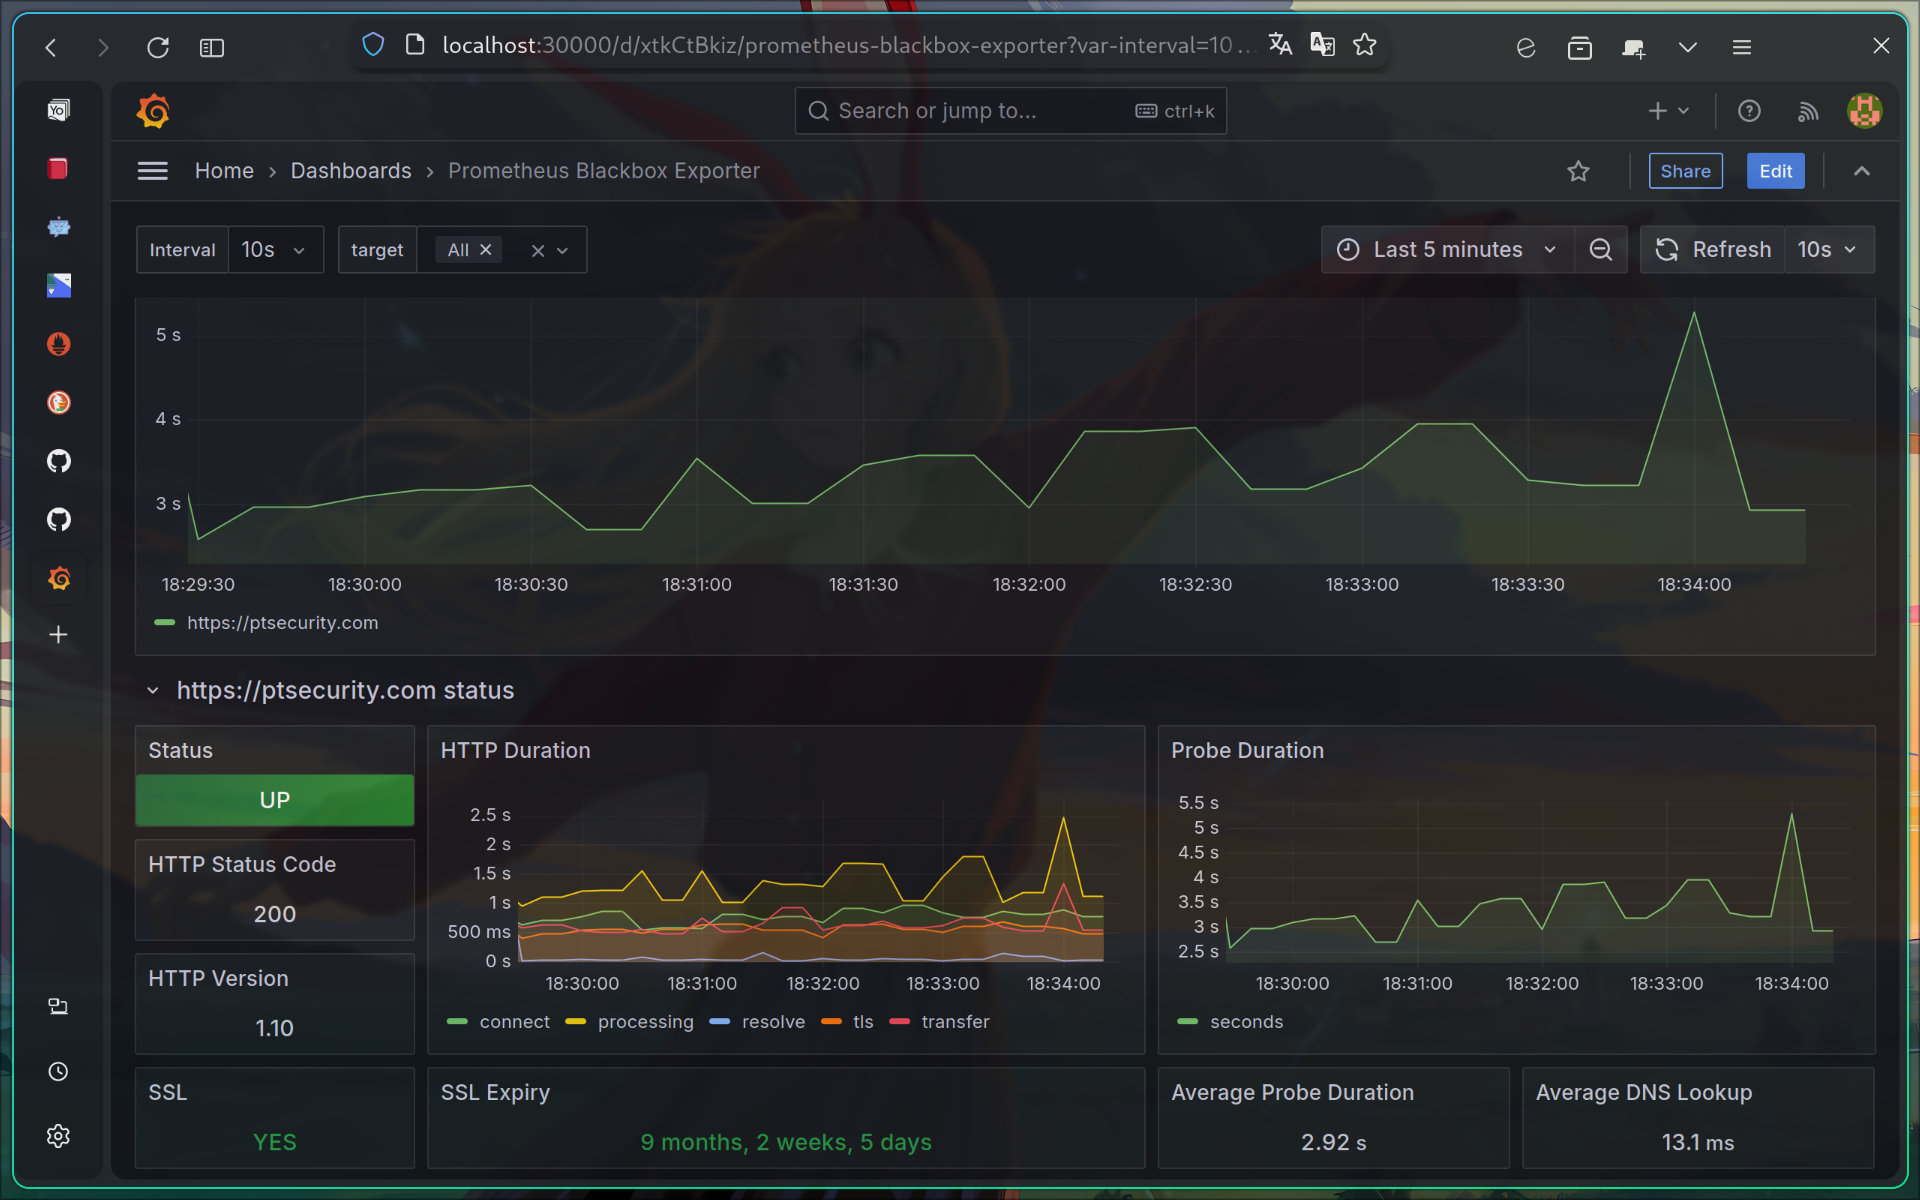 localhost:30000/d/xtkCtBkiz/prometheus-blackbox-exporter?var-interval=10...
YO
Search or jump to... ctrl+k
Home › Dashboards › Prometheus Blackbox Exporter
Share
Edit
Interval 10s
target All
Last 5 minutes
Refresh 10s
5 s
4 s
3 s
18:29:30 18:30:00 18:30:30 18:31:00 18:31:30 18:32:00 18:32:30 18:33:00 18:33:30 18:34:00
https://ptsecurity.com
https://ptsecurity.com status
Status
UP
HTTP Status Code
200
HTTP Version
1.10
SSL
YES
HTTP Duration
2.5 s
2 s
1.5 s
1 s
500 ms
0 s
18:30:00 18:31:00 18:32:00 18:33:00 18:34:00
connect processing resolve tls transfer
SSL Expiry
9 months, 2 weeks, 5 days
Probe Duration
5.5 s
5 s
4.5 s
4 s
3.5 s
3 s
2.5 s
18:30:00 18:31:00 18:32:00 18:33:00 18:34:00
seconds
Average Probe Duration
2.92 s
Average DNS Lookup
13.1 ms